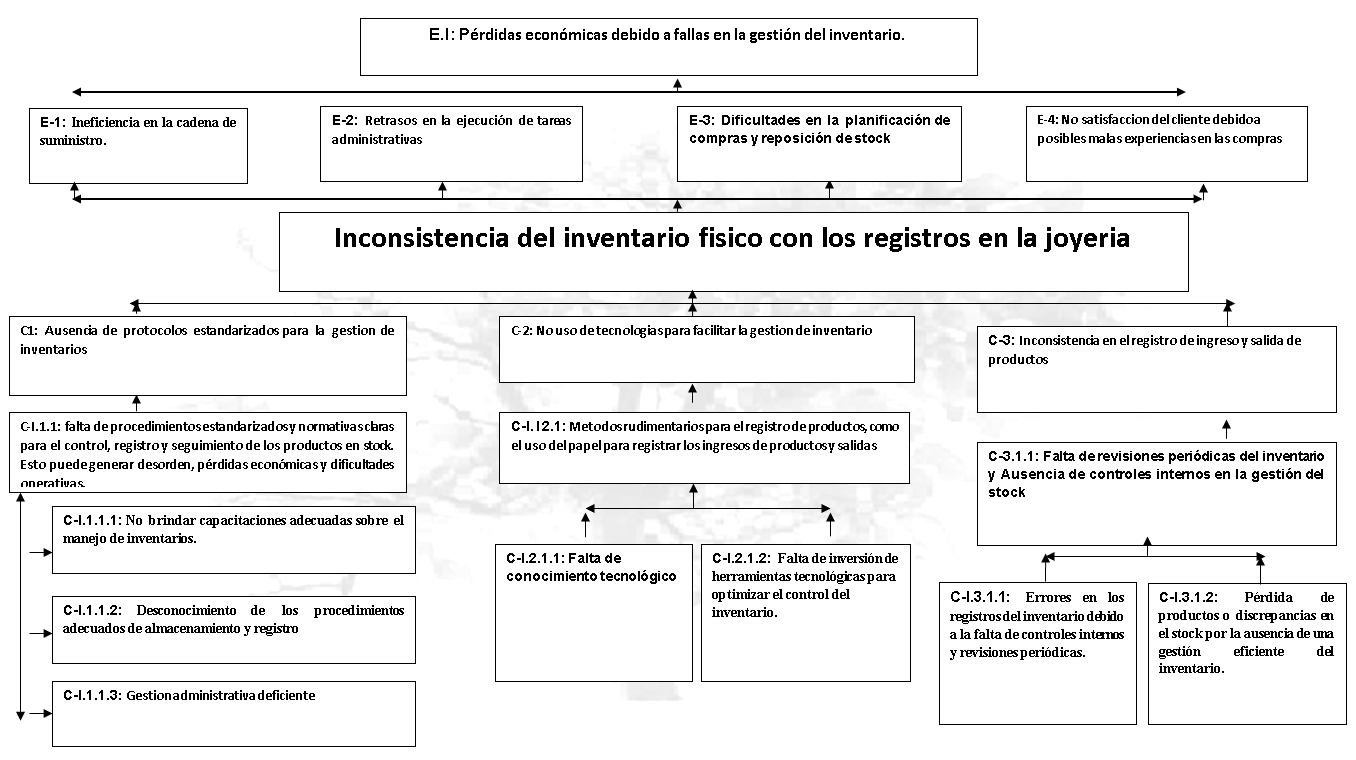 E.I: Pérdidas económicas debido a fallas en la gestión del inventario.
E-1: Ineficiencia en la cadena de
suministro.
E-2: Retrasos en la ejecución de tareas
administrativas
E-3: Dificultades en la planificación de
compras y reposición de stock
E-4: No satisfaccion del cliente debido a
posibles malas experiencias en las compras
Inconsistencia del inventario fisico con los registros en la joyeria
C1: Ausencia de protocolos estandarizados para la gestion de
inventarios
C-2: No uso de tecnologias para facilitar la gestion de inventario
C-3: Inconsistencia en el registro de ingreso y salida de
productos
C-I.1.1: falta de procedimientos estandarizados y normativas claras
para el control, registro y seguimiento de los productos en stock.
Esto puede generar desorden, pérdidas económicas y dificultades
operativas.
C-I.1.1.1: No brindar capacitaciones adecuadas sobre el
manejo de inventarios.
C-I.1.1.2: Desconocimiento de los procedimientos
adecuados de almacenamiento y registro
C-I.1.1.3: Gestion administrativa deficiente
C-I. I2.1: Metodos rudimentarios para el registro de productos, como
el uso del papel para registrar los ingresos de productos y salidas
C-I.2.1.1: Falta de
conocimiento tecnológico
C-I.2.1.2: Falta de inversión de
herramientas tecnológicas para
optimizar el control del
inventario.
C-3.1.1: Falta de revisiones periódicas del inventario
y Ausencia de controles internos en la gestión del
stock
C-I.3.1.1: Errores en los
registros del inventario debido
a la falta de controles internos
y revisiones periódicas.
C-I.3.1.2: Pérdida de
productos o discrepancias en
el stock por la ausencia de una
gestión eficiente del
inventario.